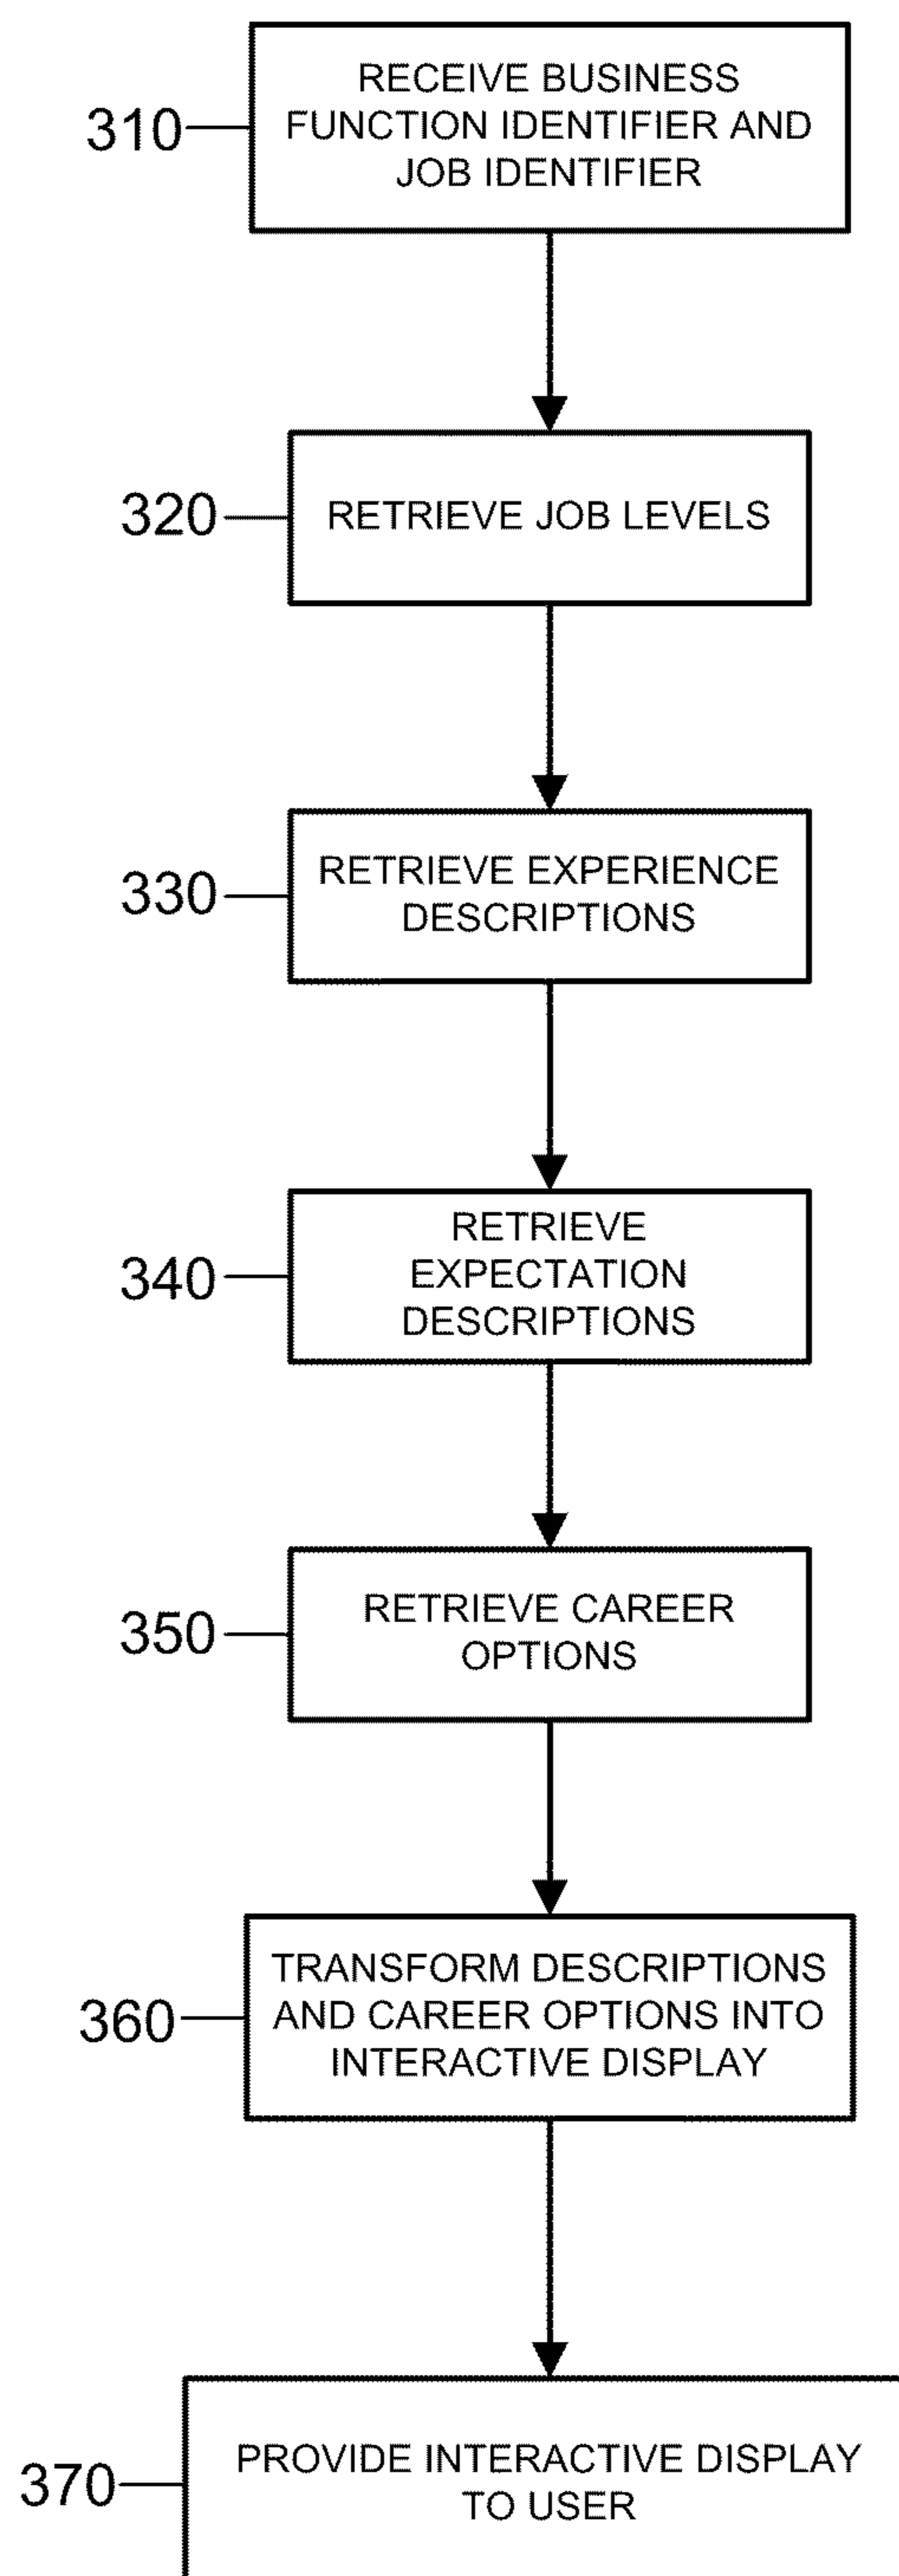 310
RECEIVE BUSINESS
FUNCTION IDENTIFIER AND
JOB IDENTIFIER
320
RETRIEVE JOB LEVELS
330
RETRIEVE EXPERIENCE
DESCRIPTIONS
340
RETRIEVE
EXPECTATION
DESCRIPTIONS
350
RETRIEVE CAREER
OPTIONS
360
TRANSFORM DESCRIPTIONS
AND CAREER OPTIONS INTO
INTERACTIVE DISPLAY
370
PROVIDE INTERACTIVE DISPLAY
TO USER